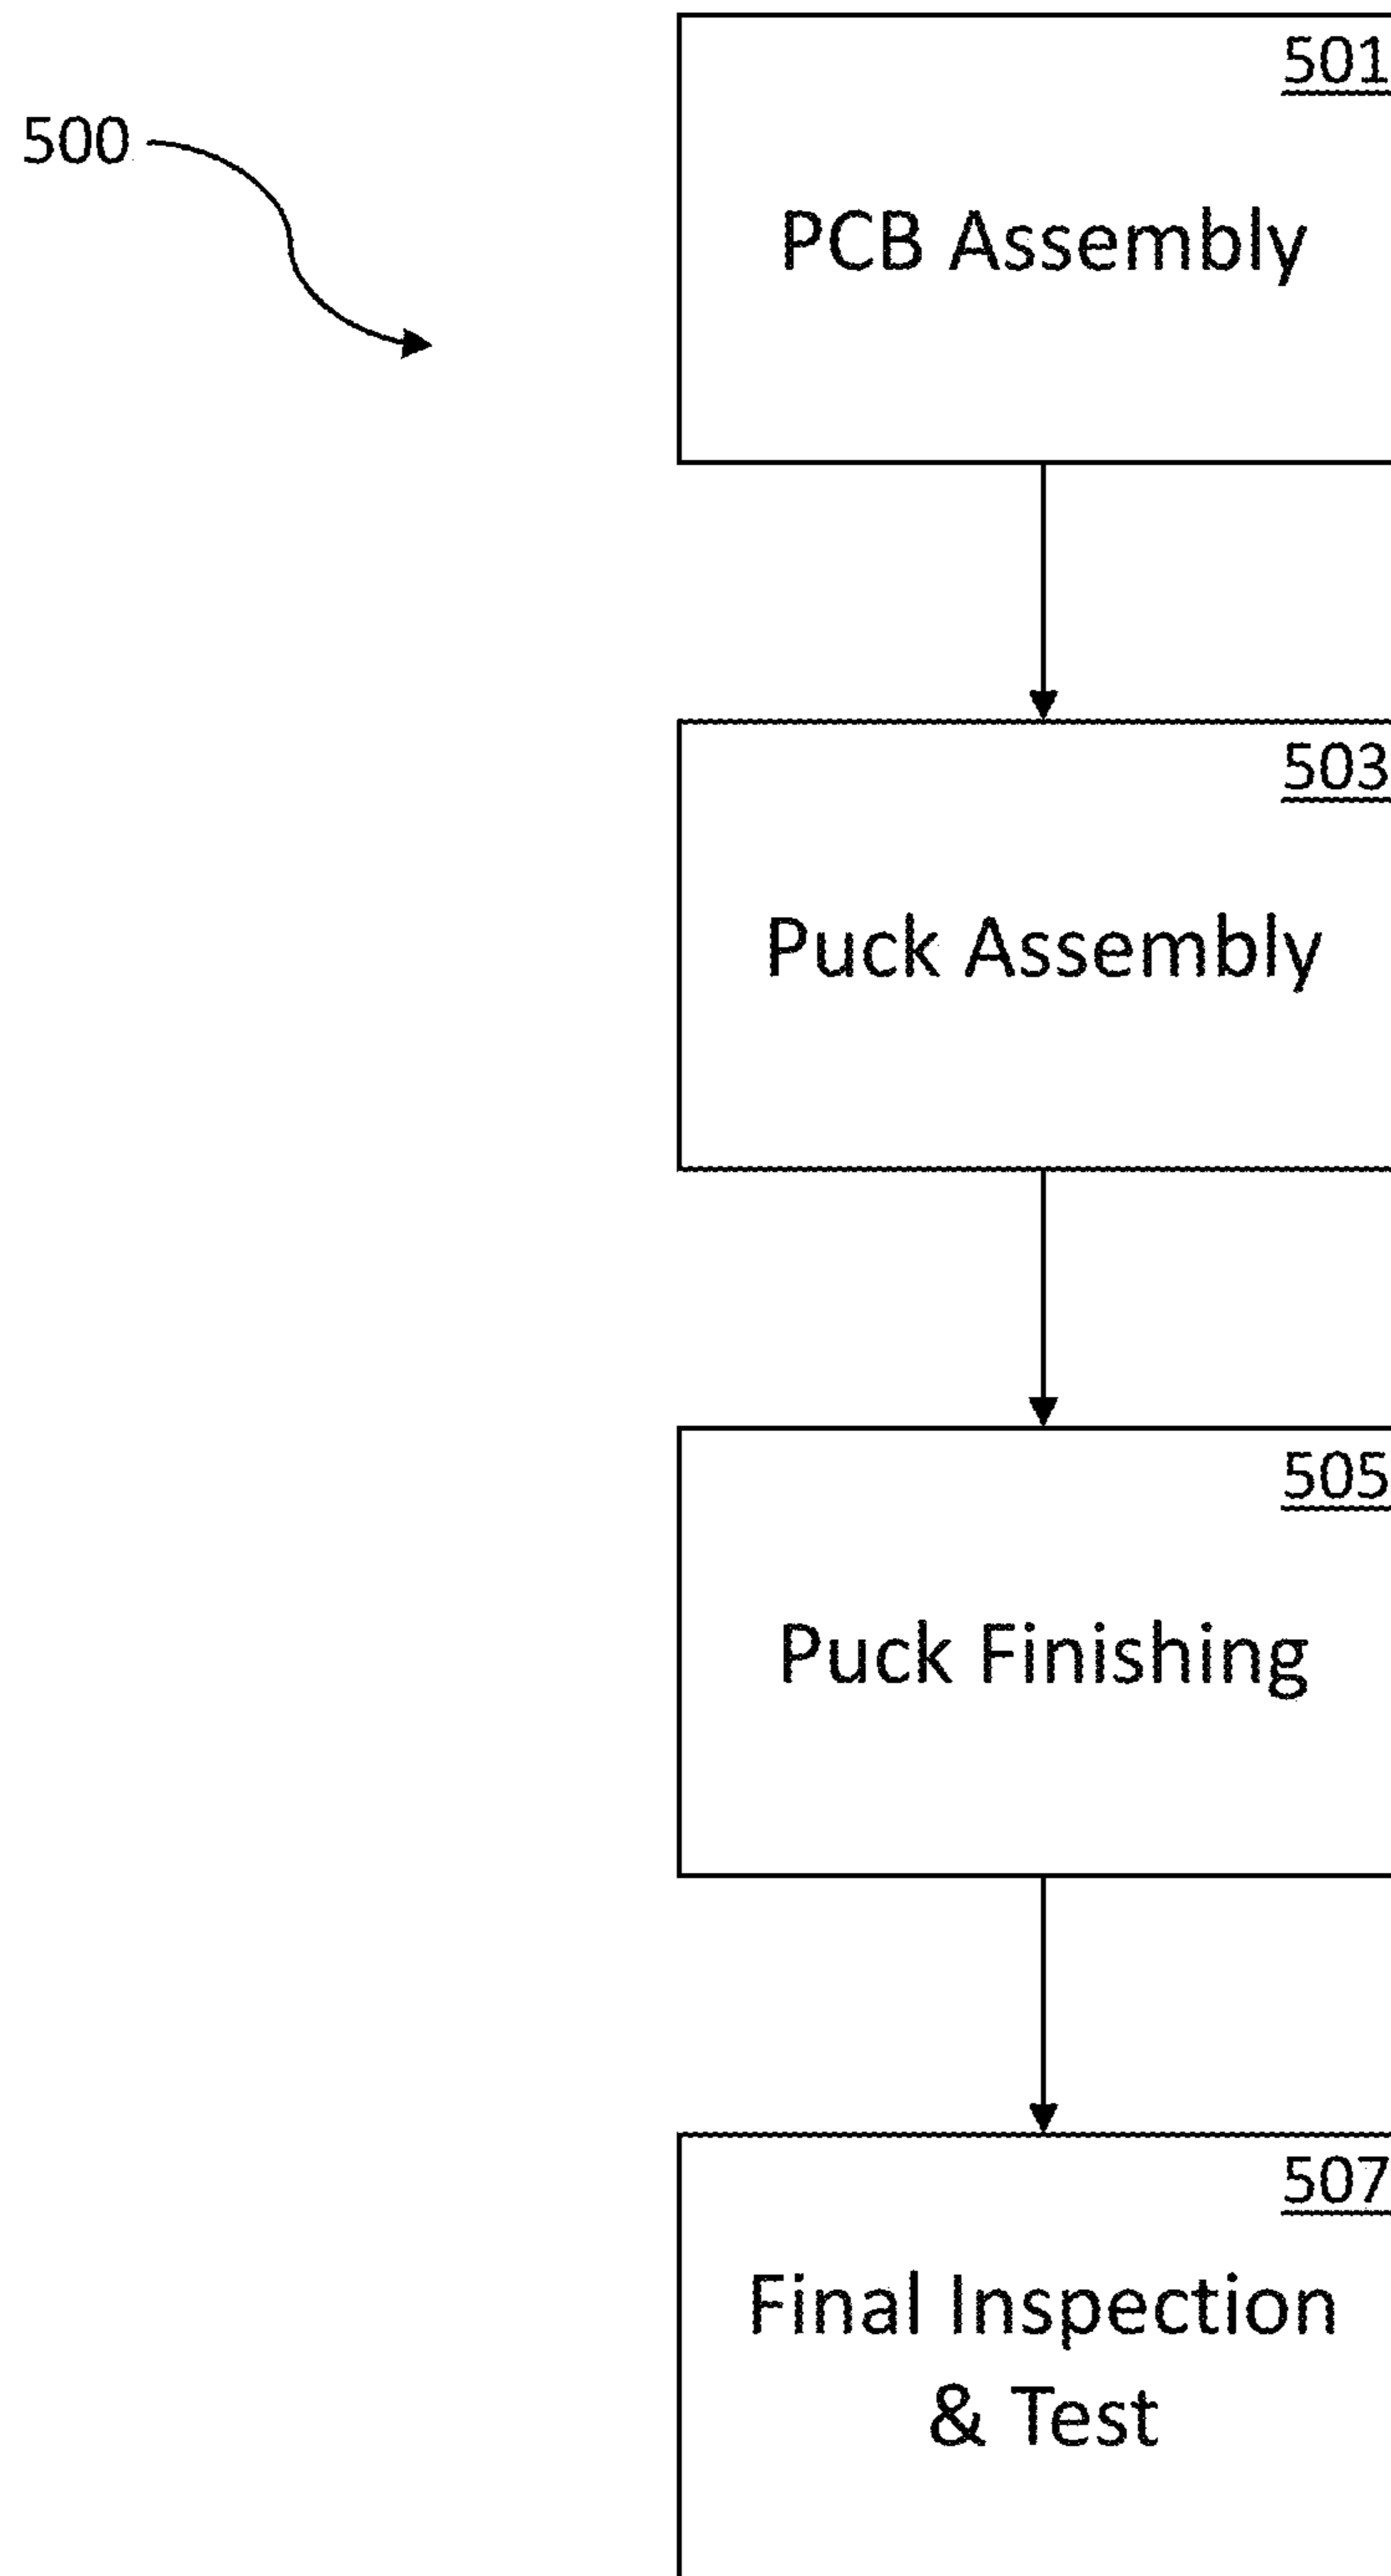 501
500
PCB Assembly
503
Puck Assembly
505
Puck Finishing
507
Final Inspection
& Test